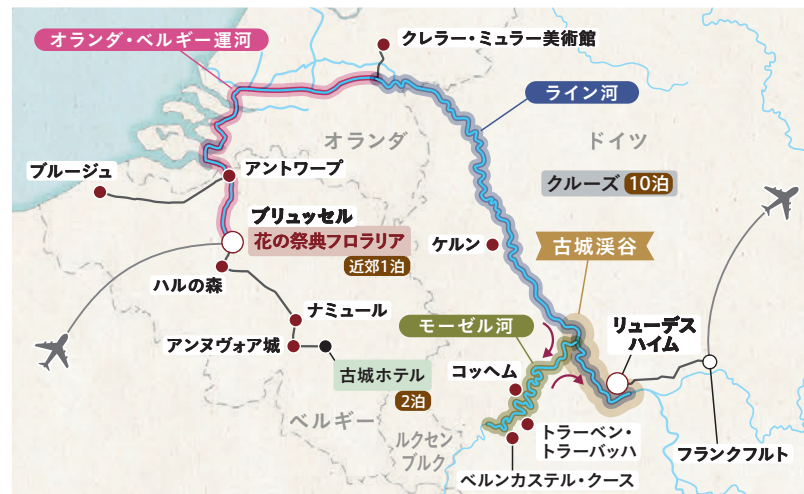 オランダ・ベルギー運河
クレラー・ミュラー美術館
ライン河
オランダ
ドイツ
ブルージュ
アントワープ
クルーズ 10泊
ブリュッセル
花の祭典フロラリア
近郊1泊
ケルン
古城渓谷
ハルの森
ナミュール
モーゼル河
リューデス
ハイム
アンヌヴォア城
古城ホテル
2泊
コッヘム
ベルギー
ルクセン
ブルク
トラーベン・
トラーバッハ
フランクフルト
ベルンカステル・クース